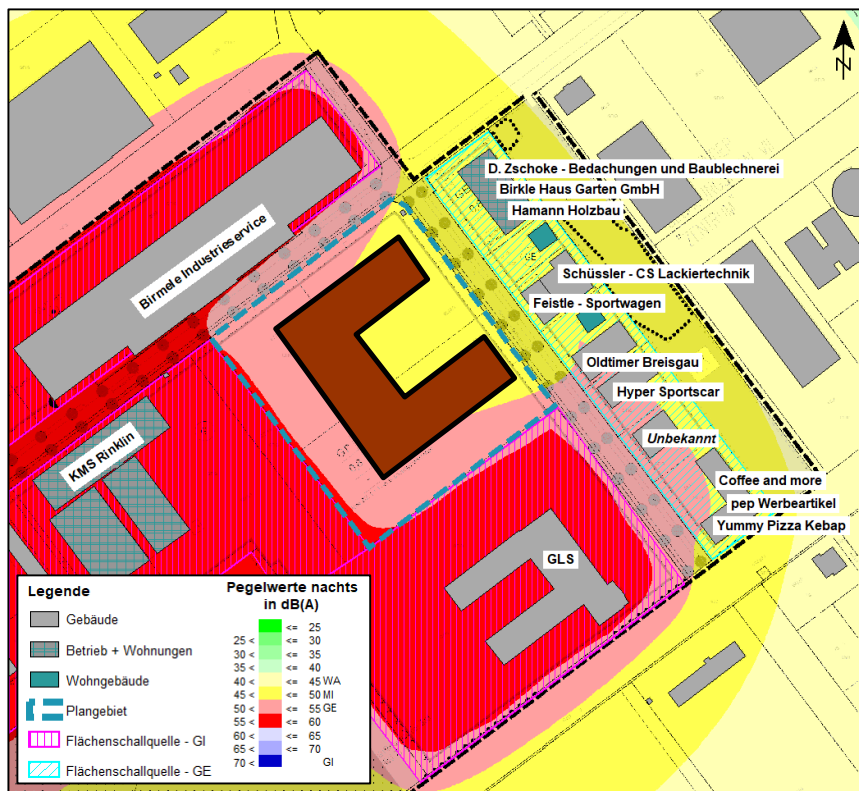 N
D. Zschoke - Bedachungen und Baublechnerei
Birkle Haus Garten GmbH
Hamann Holzbau
GE
GE
Schüssler - CS Lackiertechnik
Feistle - Sportwagen
Birmele Industrieservice
Oldtimer Breisgau
Hyper Sportscar
Unbekannt
KMS Rinklin
Coffee and more
pep Werbeartikel
Yummy Pizza Kebap
GLS
Legende
Gebäude
Betrieb + Wohnungen
Wohngebäude
Plangebiet
Flächenschallquelle - GI
Flächenschallquelle - GE
Pegelwerte nachts
in dB(A)
<= 25
25 < <= 30
30 < <= 35
35 < <= 40
40 < <= 45 WA
45 < <= 50 MI
50 < <= 55 GE
55 < <= 60
60 < <= 65
65 < <= 70
70 < GI